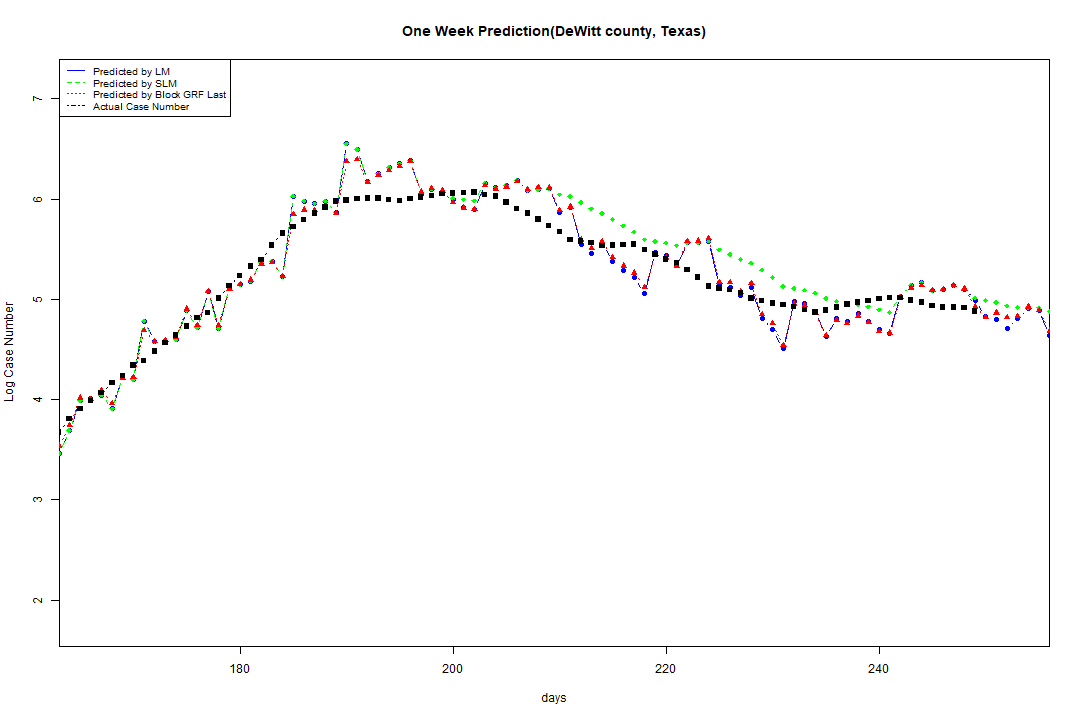 One Week Prediction(DeWitt county, Texas)
Predicted by LM
Predicted by SLM
Predicted by Block GRF Last
Actual Case Number
7
6
5
4
3
2
Log Case Number
180 200 220 240
days